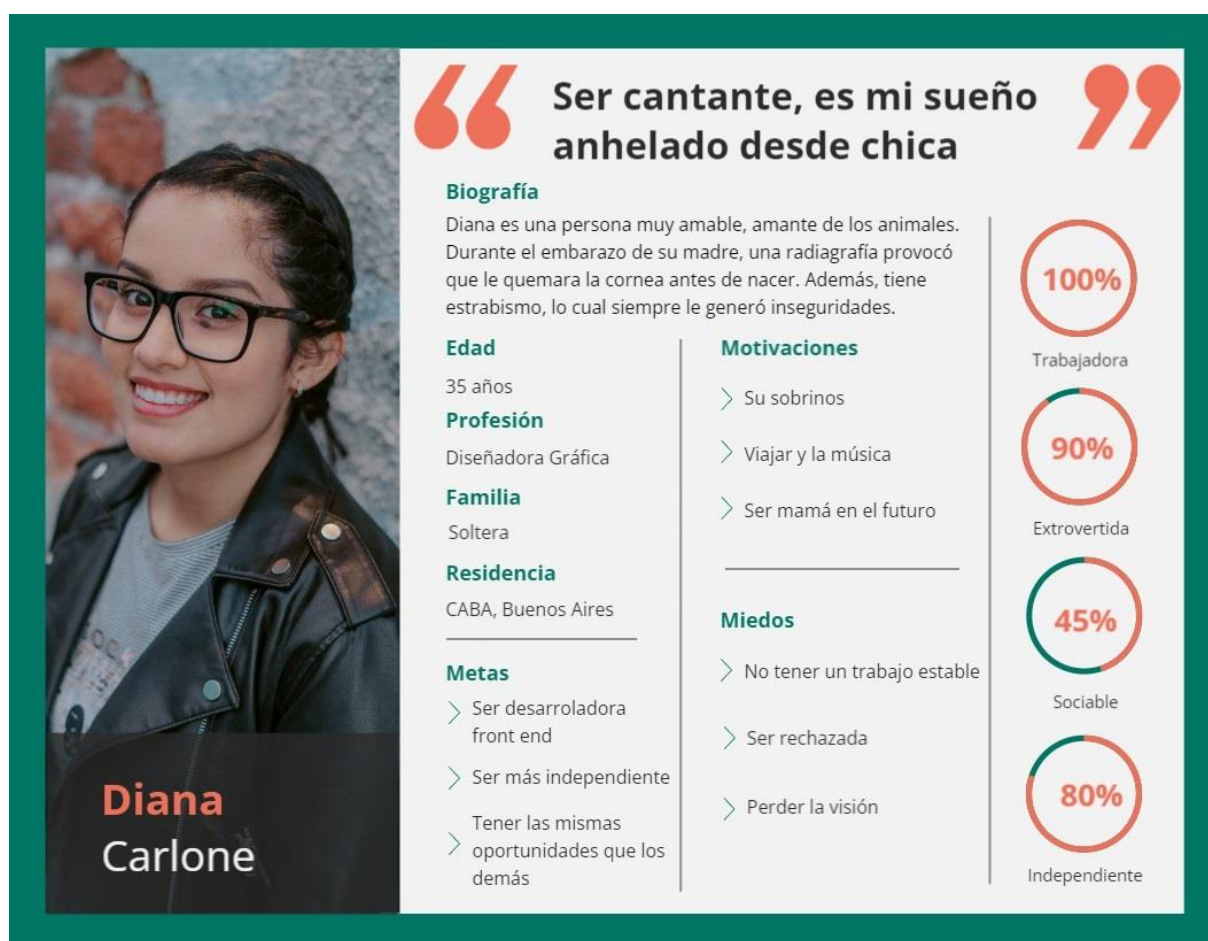 Ser cantante, es mi sueño
anhelado desde chica
Biografía
Diana es una persona muy amable, amante de los animales.
Durante el embarazo de su madre, una radiagrafía provocó
que le quemara la cornea antes de nacer. Además, tiene
estrabismo, lo cual siempre le generó inseguridades.
Edad
35 años
Profesión
Diseñadora Gráfica
Familia
Soltera
Residencia
CABA, Buenos Aires
Metas
Ser desarroladora
front end
Ser más independiente
Tener las mismas
oportunidades que los
demás
Motivaciones
Su sobrinos
Viajar y la música
Ser mamá en el futuro
Miedos
No tener un trabajo estable
Ser rechazada
Perder la visión
100%
Trabajadora
90%
Extrovertida
45%
Sociable
80%
Independiente
Diana
Carlone